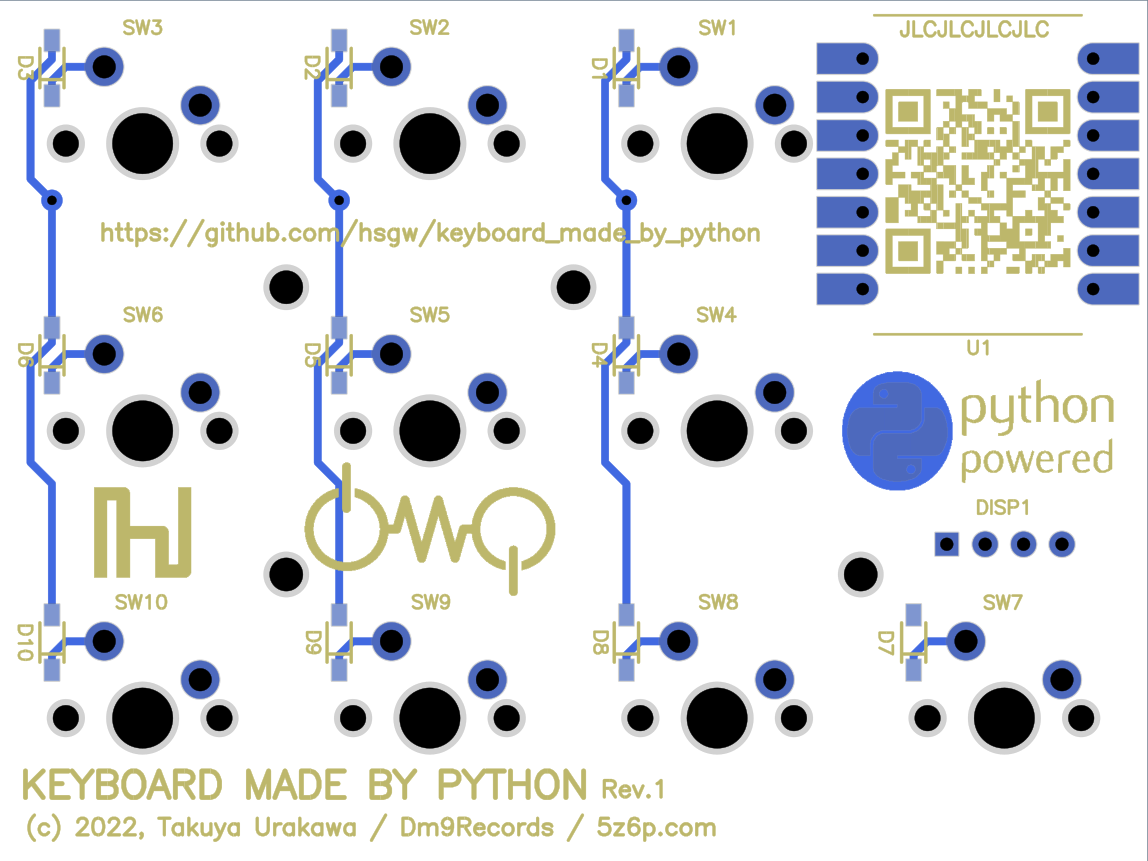 SW3
SW2
SW1
JLCJLCJLCJLC
D3
D2
D1
https://github.com/hsgw/keyboard_made_by_python
SW6
SW5
SW4
U1
D6
D5
D4
python
powered
DISP1
SW10
SW9
SW8
SW7
D10
D9
D8
D7
KEYBOARD MADE BY PYTHON Rev.1
(c) 2022, Takuya Urakawa / Dm9Records / 5z6p.com